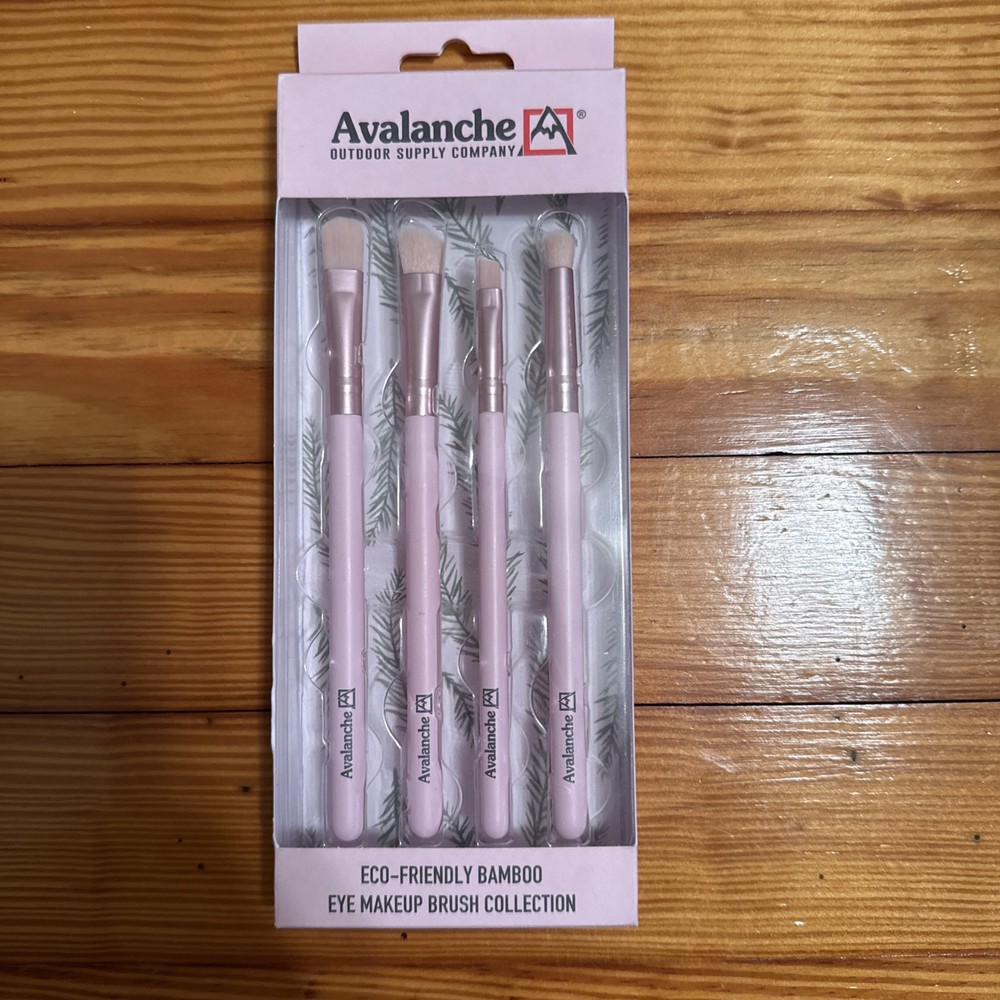 Avalanche ®
OUTDOOR SUPPLY COMPANY
Avalanche
Avalanche
Avalanche
Avalanche
ECO-FRIENDLY BAMBOO
EYE MAKEUP BRUSH COLLECTION